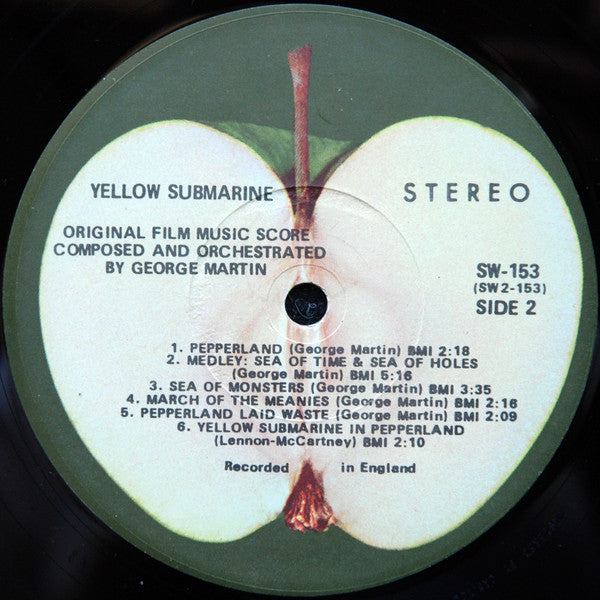 YELLOW SUBMARINE
STEREO
ORIGINAL FILM MUSIC SCORE
COMPOSED AND ORCHESTRATED
BY GEORGE MARTIN
SW-153
(SW2-153)
SIDE 2
1. PEPPERLAND (George Martin) BMI 2:18
2. MEDLEY: SEA OF TIME & SEA OF HOLES
(George Martin) BMI 5:16
3. SEA OF MONSTERS (George Martin) BMI 3:35
4. MARCH OF THE MEANIES (George Martin) BMI 2:16
5. PEPPERLAND LAID WASTE (George Martin) BMI 2:09
6. YELLOW SUBMARINE IN PEPPERLAND
(Lennon-McCartney) BMI 2:10
Recorded in England